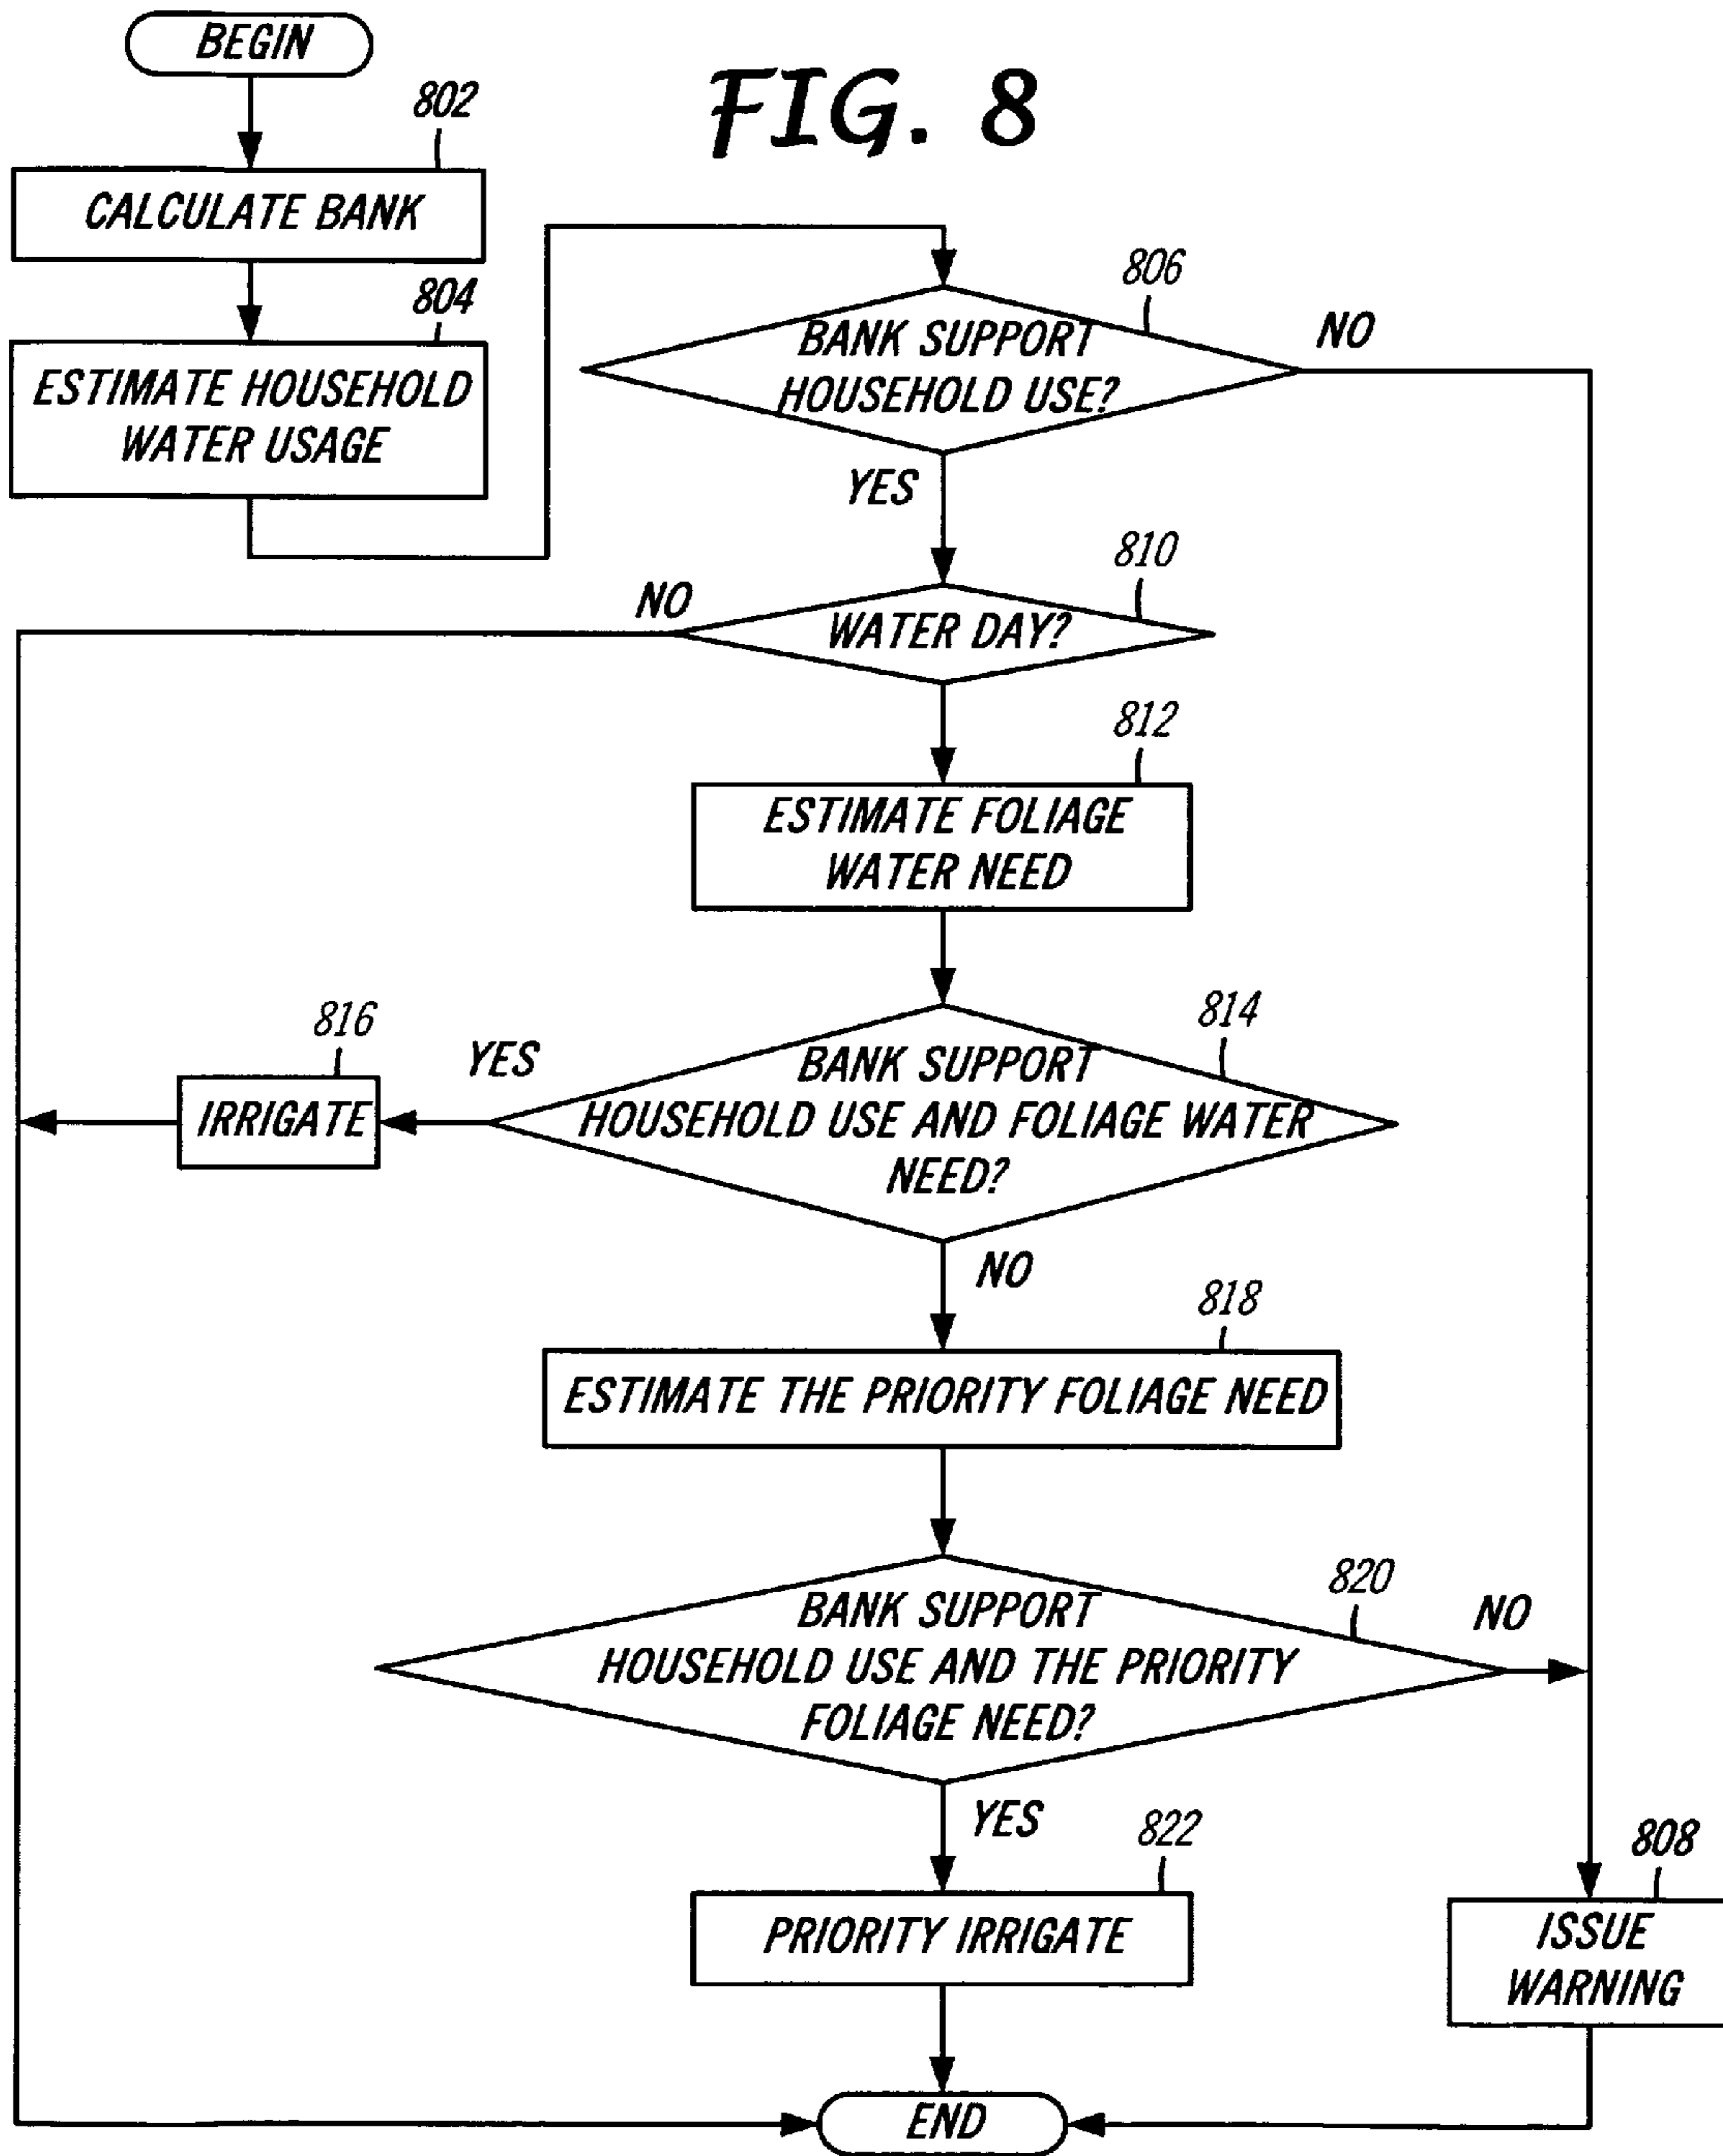 BEGIN
FIG. 8
802
CALCULATE BANK
804
ESTIMATE HOUSEHOLD
WATER USAGE
806
BANK SUPPORT
HOUSEHOLD USE?
NO
YES
810
NO
WATER DAY?
812
ESTIMATE FOLIAGE
WATER NEED
814
BANK SUPPORT
HOUSEHOLD USE AND FOLIAGE WATER
NEED?
YES
816
IRRIGATE
NO
818
ESTIMATE THE PRIORITY FOLIAGE NEED
820
BANK SUPPORT
HOUSEHOLD USE AND THE PRIORITY
FOLIAGE NEED?
NO
YES
822
PRIORITY IRRIGATE
808
ISSUE
WARNING
END